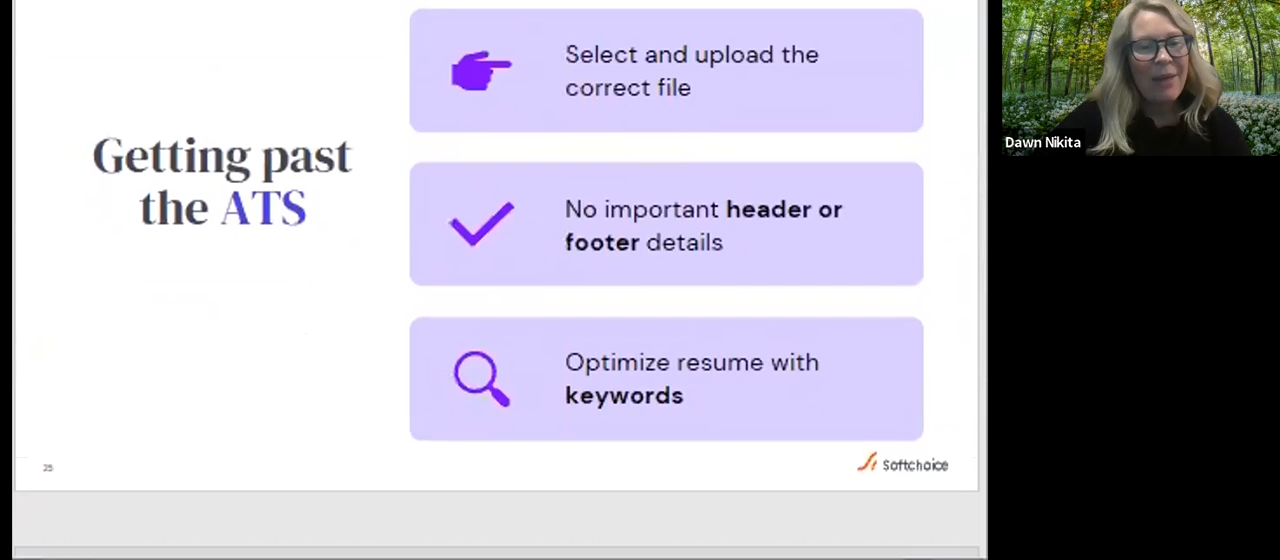 Getting past
the ATS
Select and upload the
correct file
No important header or
footer details
Optimize resume with
keywords
25
Softchoice
Dawn Nikita